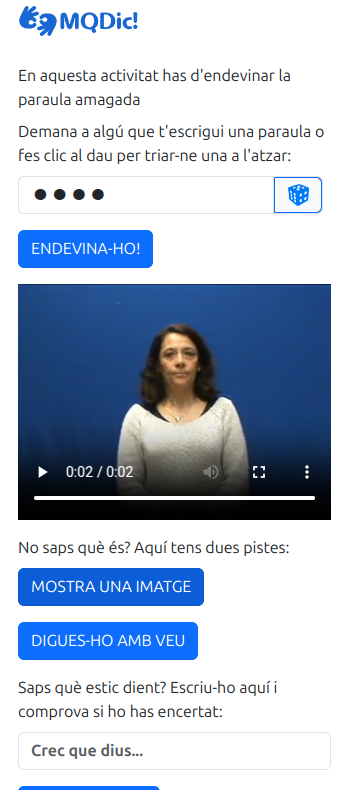 MQDic!
En aquesta activitat has d'endevinar la
paraula amagada
Demana a algú que t'escrigui una paraula o
fes clic al dau per triar-ne una a l'atzar:
ENDEVINA-HO!
0:02 / 0:02
No saps què és? Aquí tens dues pistes:
MOSTRA UNA IMATGE
DIGUES-HO AMB VEU
Saps què estic dient? Escriu-ho aquí i
comprova si ho has encertat:
Crec que dius...